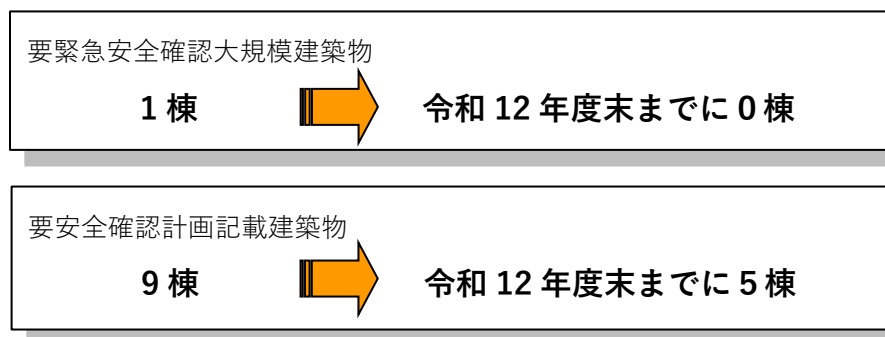 要緊急安全確認大規模建築物
1 棟 令和 12 年度末までに 0 棟
要安全確認計画記載建築物
9 棟 令和 12 年度末までに 5 棟